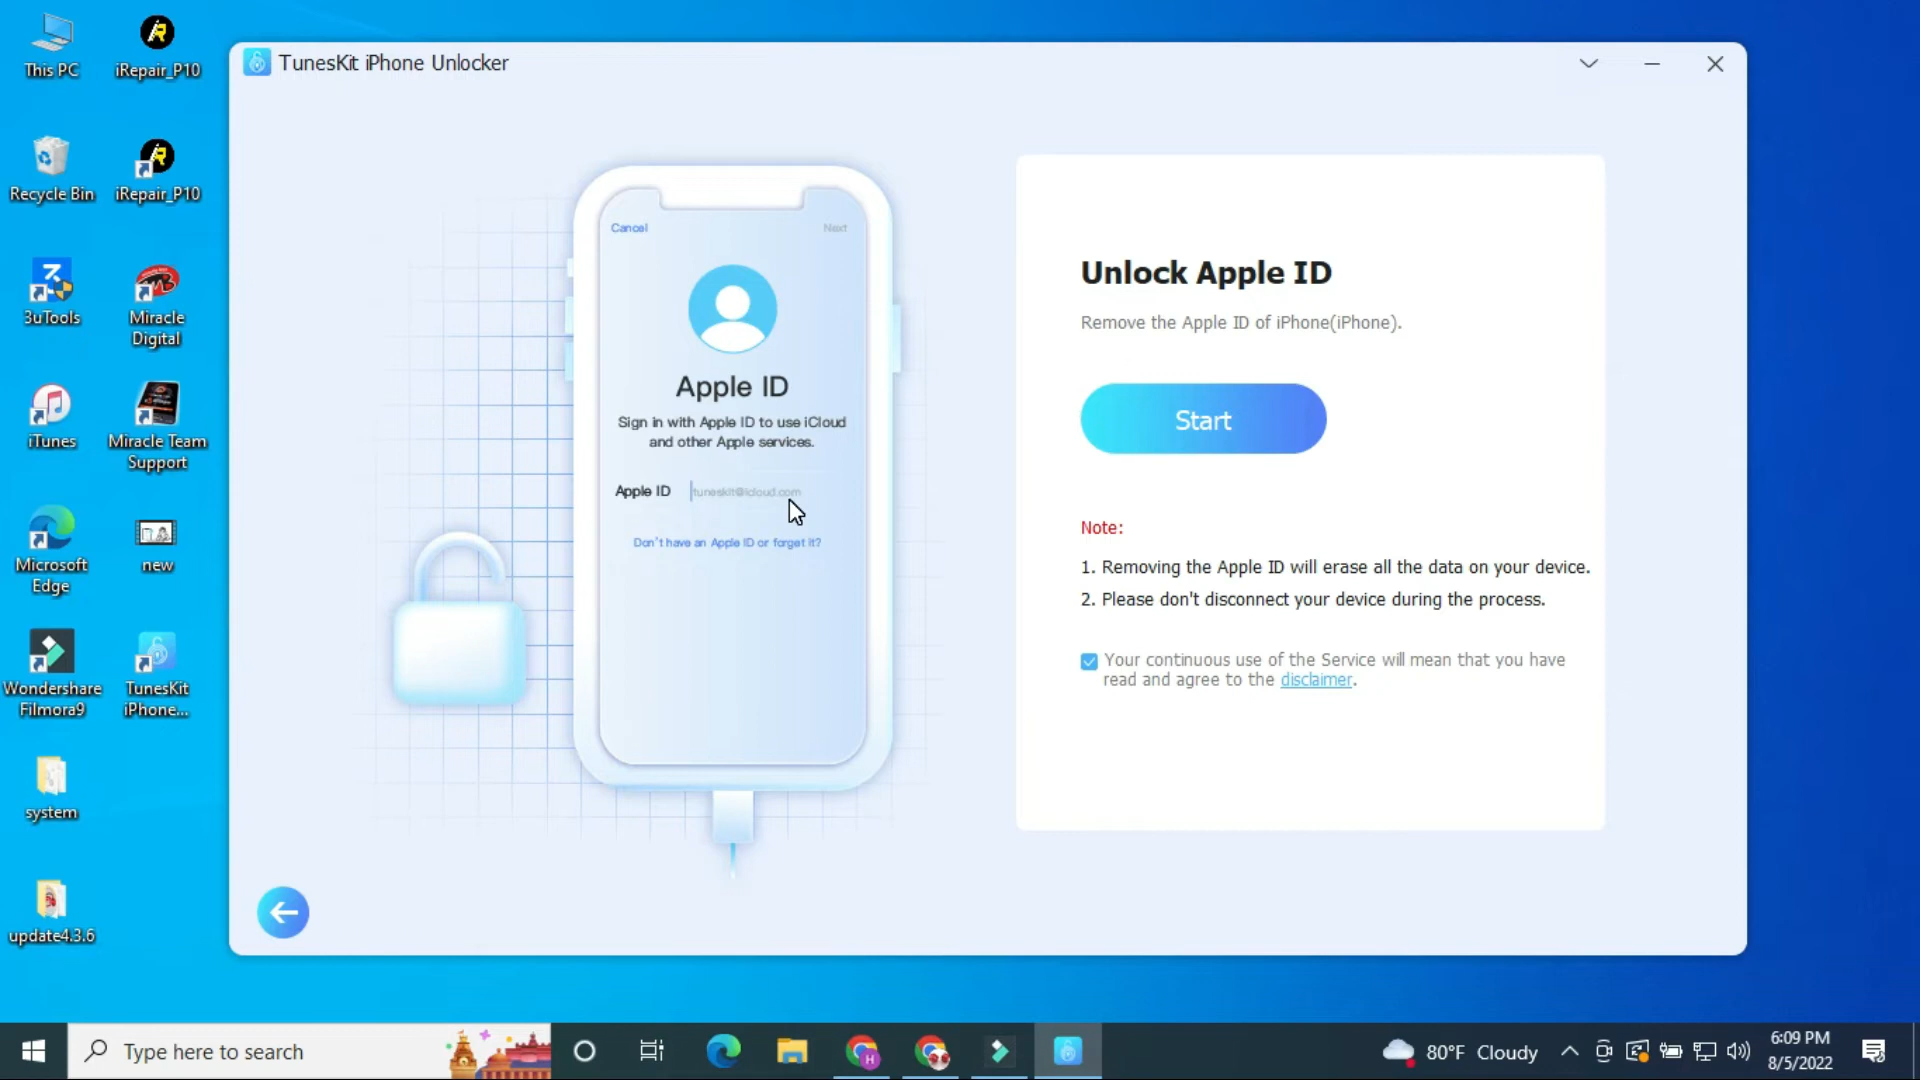 This PC
iRepair_P10
Recycle Bin
iRepair_P10
3uTools
Miracle
Digital
iTunes
Miracle Team
Support
Microsoft
Edge
new
Wondershare
Filmora9
TunesKit
iPhone...
system
update4.3.6
TunesKit iPhone Unlocker
Cancel
Next
Apple ID
Sign in with Apple ID to use iCloud
and other Apple services.
Apple ID
tuneskit@icloud.com
Don't have an Apple ID or forget it?
Unlock Apple ID
Remove the Apple ID of iPhone(iPhone).
Start
Note:
1. Removing the Apple ID will erase all the data on your device.
2. Please don't disconnect your device during the process.
Your continuous use of the Service will mean that you have
read and agree to the disclaimer.
Type here to search
H
80°F Cloudy
6:09 PM
8/5/2022